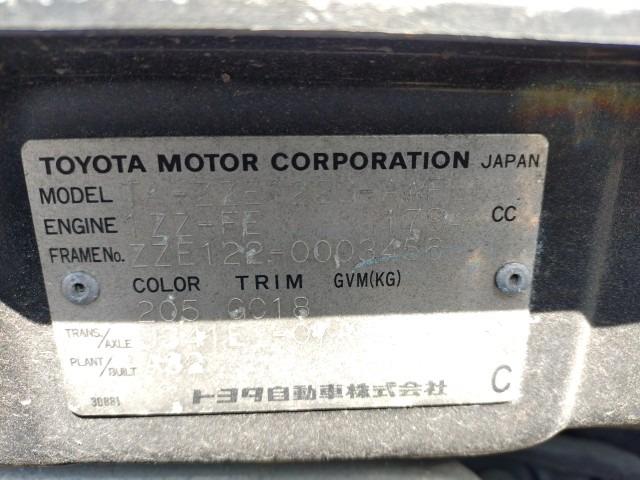 TOYOTA MOTOR CORPORATION JAPAN
MODEL
ENGINE 1ZZ-FE CC
FRAME No. ZZE122-0003456
COLOR TRIM GVM(KG)
205 GC18
TRANS./AXLE
PLANT/BUILT
30881
トヨタ自動車株式会社
C